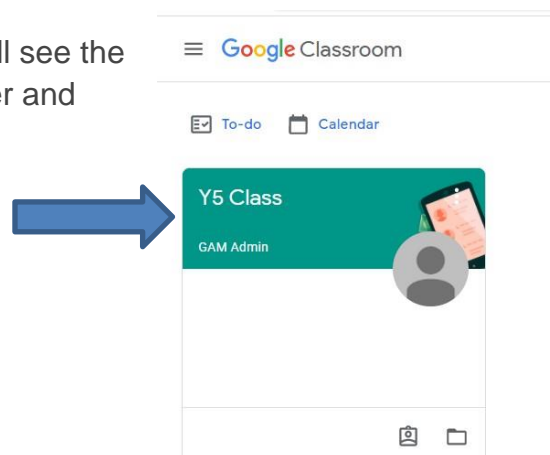 ll see the
er and
Google Classroom
To-do Calendar
Y5 Class
GAM Admin